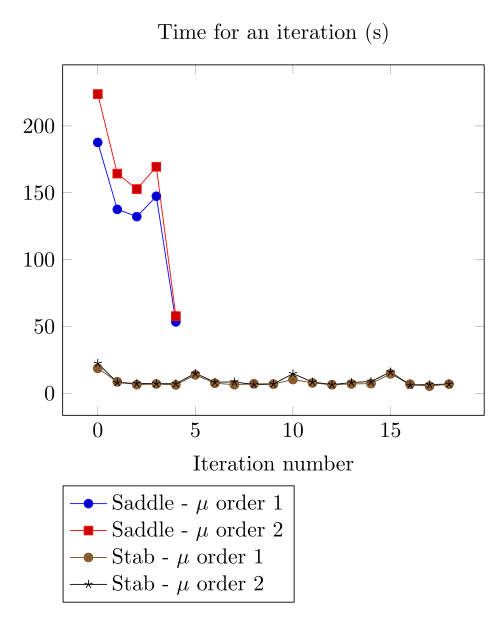 Time for an iteration (s)
200
150
100
50
0
0 5 10 15
Iteration number
Saddle - μ order 1
Saddle - μ order 2
Stab - μ order 1
Stab - μ order 2